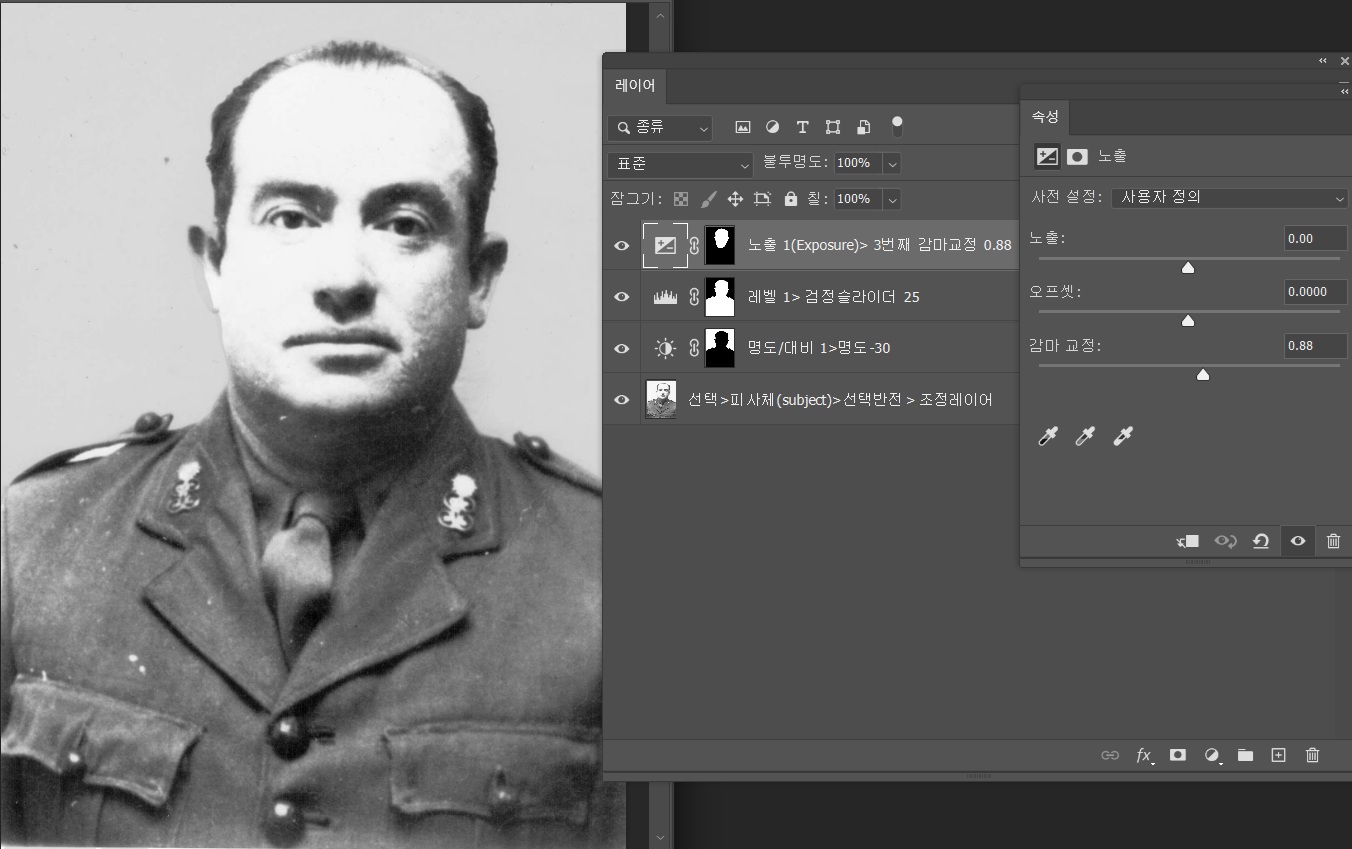 레이어
종류
표준
불투명도: 100%
잠그기:
칠: 100%
노출 1(Exposure)> 3번째 감마교정 0.88
레벨 1> 검정슬라이더 25
명도/대비 1>명도-30
선택>피사체(subject)>선택반전 > 조정레이어
fx
속성
노출
사전 설정: 사용자 정의
노출: 0.00
오프셋: 0.0000
감마 교정: 0.88